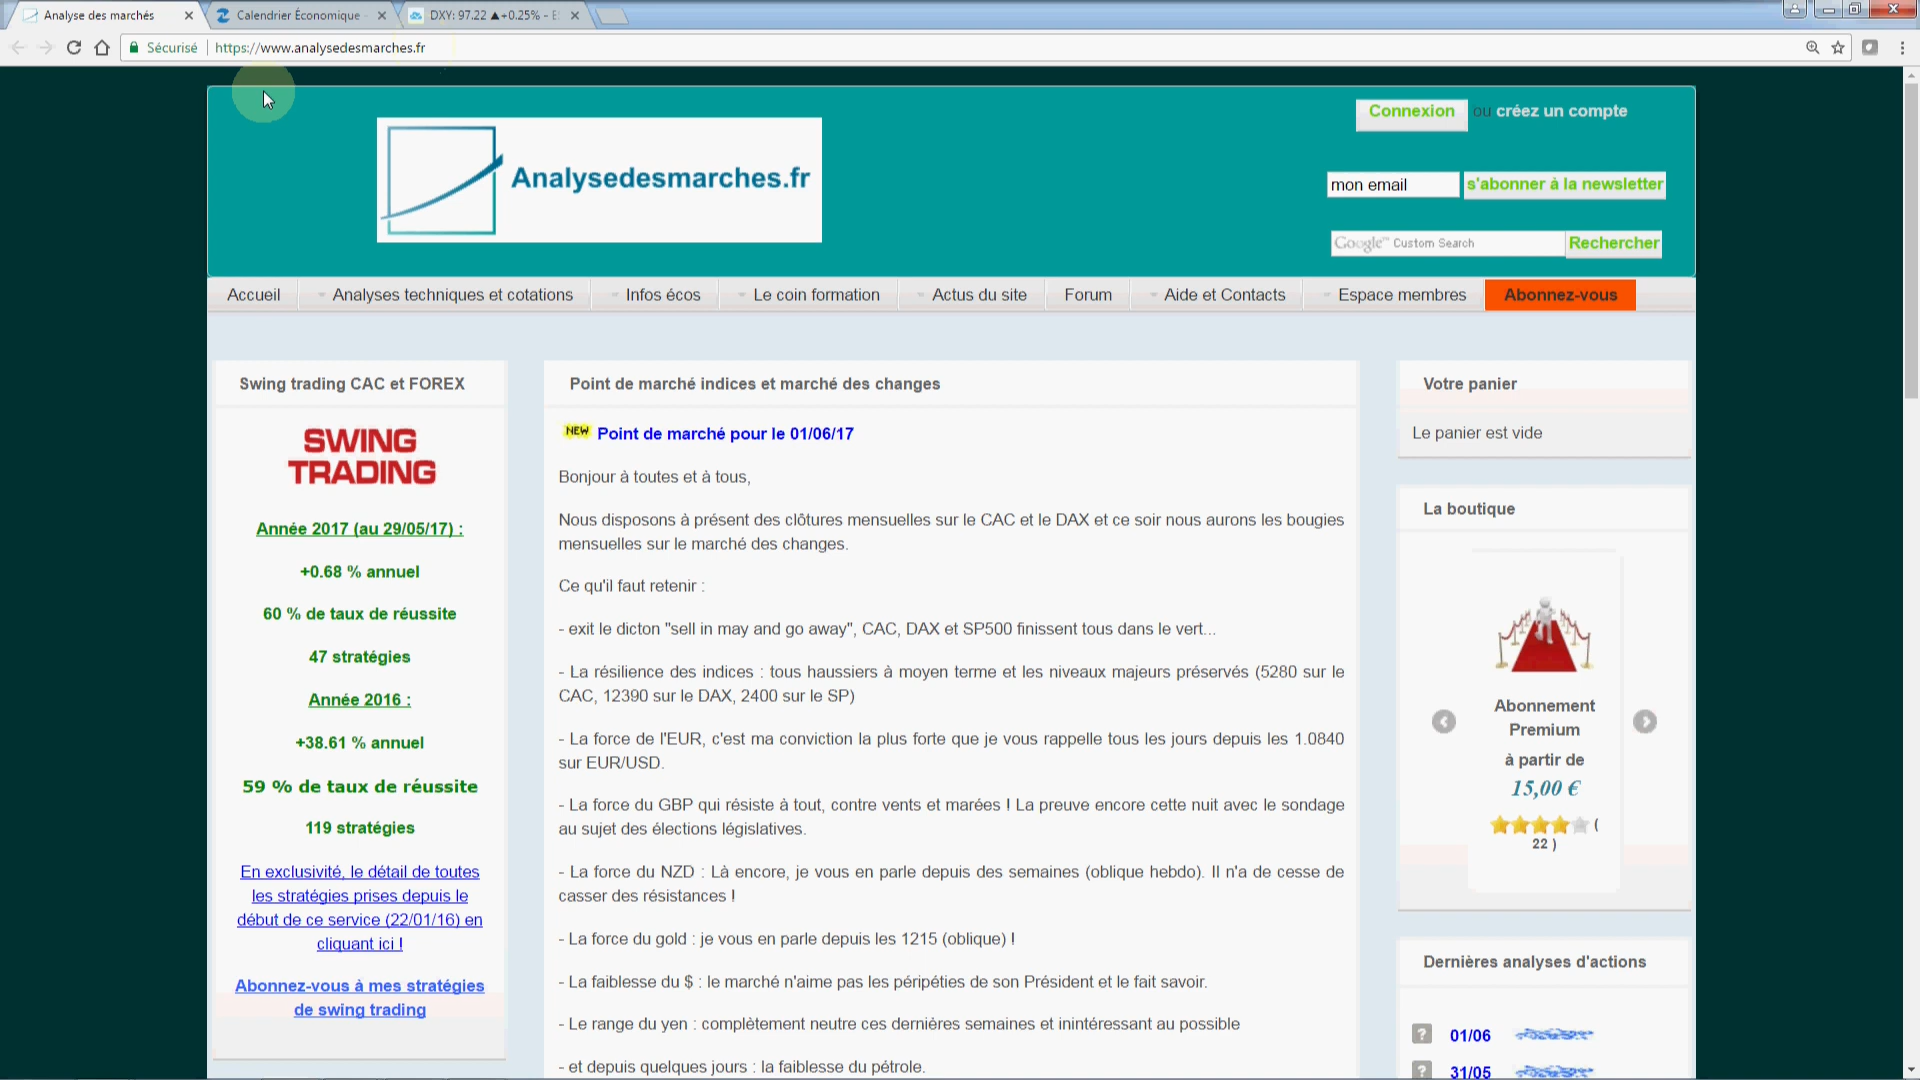 Analyse des marchés
Calendrier Économique
DXY: 97.22 ▲+0.25% –
Sécurisé
https://www.analysedesmarches.fr
Analysedesmarches.fr
Connexion ou créez un compte
mon email s'abonner à la newsletter
Google™ Custom Search Rechercher
Accueil Analyses techniques et cotations Infos écos Le coin formation Actus du site Forum Aide et Contacts Espace membres Abonnez-vous
Swing trading CAC et FOREX
SWING
TRADING
Année 2017 (au 29/05/17) :
+0.68 % annuel
60 % de taux de réussite
47 stratégies
Année 2016 :
+38.61 % annuel
59 % de taux de réussite
119 stratégies
En exclusivité, le détail de toutes
les stratégies prises depuis le
début de ce service (22/01/16) en
cliquant ici !
Abonnez-vous à mes stratégies
de swing trading
Point de marché indices et marché des changes
NEW Point de marché pour le 01/06/17
Bonjour à toutes et à tous,
Nous disposons à présent des clôtures mensuelles sur le CAC et le DAX et ce soir nous aurons les bougies
mensuelles sur le marché des changes.
Ce qu'il faut retenir :
- exit le dicton "sell in may and go away", CAC, DAX et SP500 finissent tous dans le vert...
- La résilience des indices : tous haussiers à moyen terme et les niveaux majeurs préservés (5280 sur le
CAC, 12390 sur le DAX, 2400 sur le SP)
- La force de l'EUR, c'est ma conviction la plus forte que je vous rappelle tous les jours depuis les 1.0840
sur EUR/USD.
- La force du GBP qui résiste à tout, contre vents et marées ! La preuve encore cette nuit avec le sondage
au sujet des élections législatives.
- La force du NZD : Là encore, je vous en parle depuis des semaines (oblique hebdo). Il n'a de cesse de
casser des résistances !
- La force du gold : je vous en parle depuis les 1215 (oblique) !
- La faiblesse du $ : le marché n'aime pas les péripéties de son Président et le fait savoir.
- Le range du yen : complètement neutre ces dernières semaines et inintéressant au possible
- et depuis quelques jours : la faiblesse du pétrole.
Votre panier
Le panier est vide
La boutique
Abonnement
Premium
à partir de
15,00 €
(
22 )
Dernières analyses d'actions
? 01/06
? 31/05